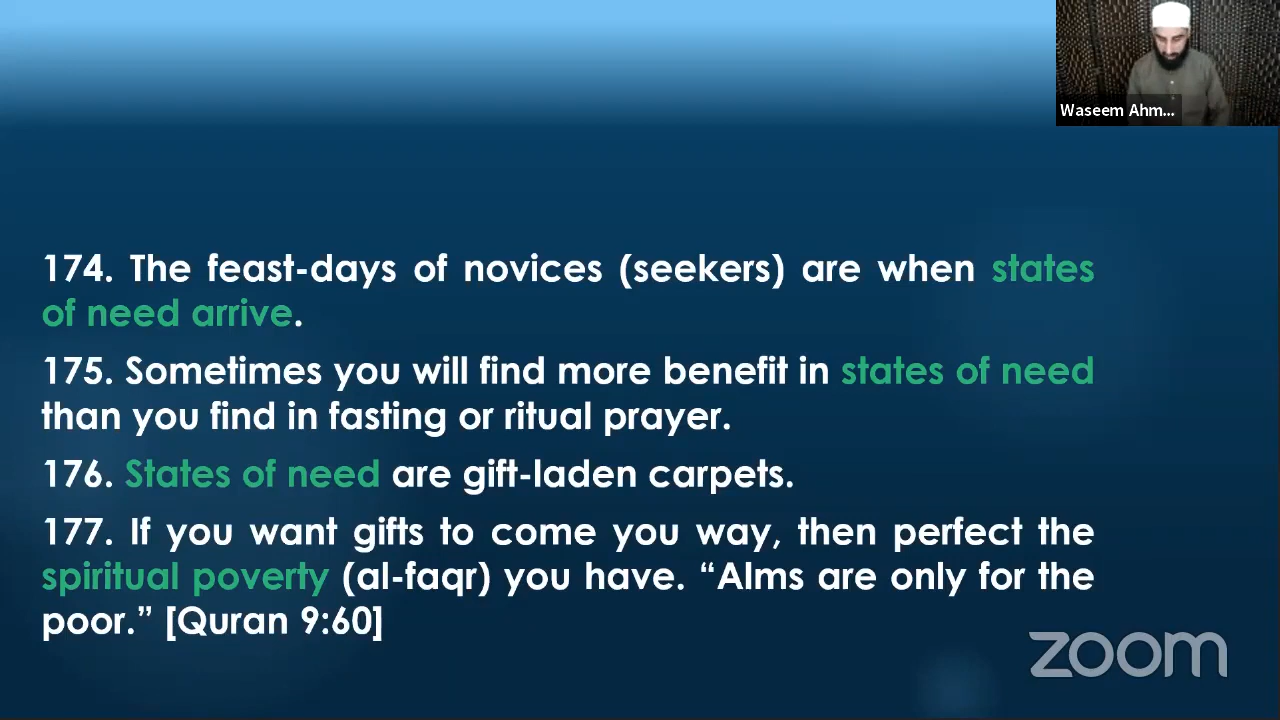 Waseem Ahm...
174. The feast-days of novices (seekers) are when states
of need arrive.
175. Sometimes you will find more benefit in states of need
than you find in fasting or ritual prayer.
176. States of need are gift-laden carpets.
177. If you want gifts to come you way, then perfect the
spiritual poverty (al-faqr) you have. “Alms are only for the
poor.” [Quran 9:60]
zoom